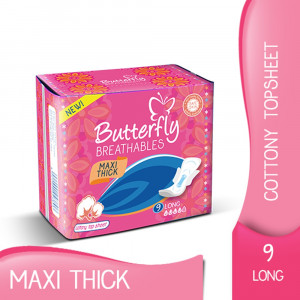 NEW!
Butterfly
BREATHABLES
MAXI
THICK
9 LONG
MAXI THICK
COTTONY TOPSHEET
9
LONG